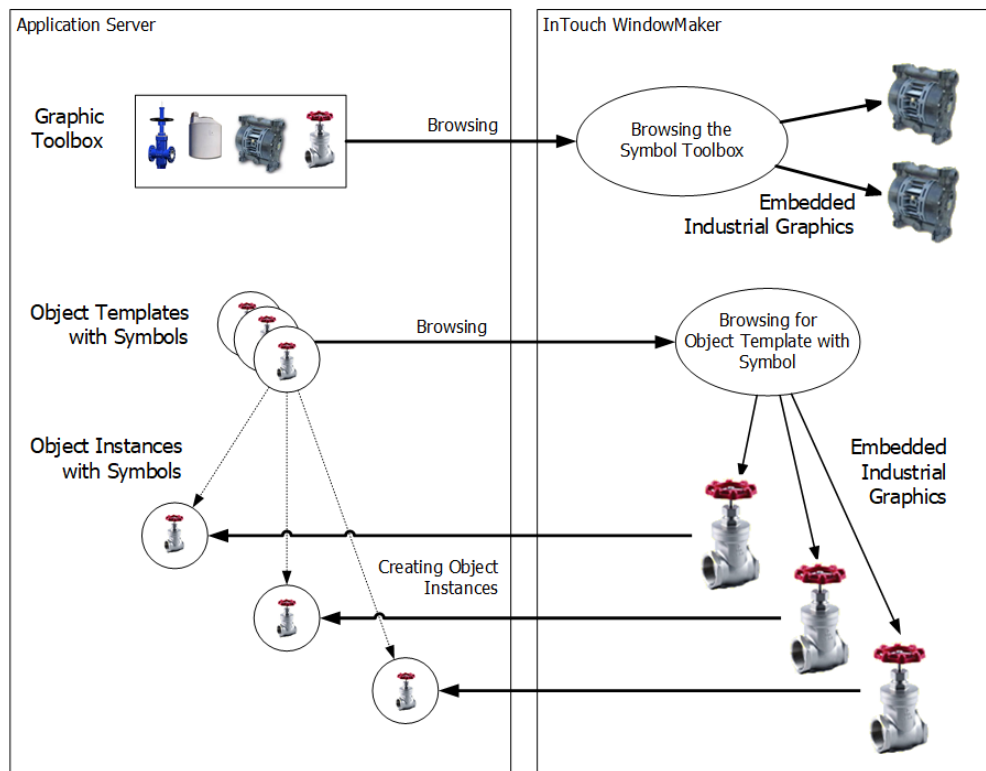 Application Server
InTouch WindowMaker
Graphic
Toolbox
Browsing
Browsing the
Symbol Toolbox
Embedded
Industrial Graphics
Object Templates
with Symbols
Browsing
Browsing for
Object Template with
Symbol
Object Instances
with Symbols
Embedded
Industrial
Graphics
Creating Object
Instances